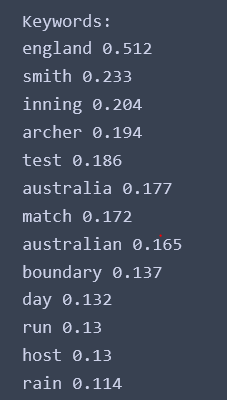 Keywords:
england 0.512
smith 0.233
inning 0.204
archer 0.194
test 0.186
australia 0.177
match 0.172
australian 0.165
boundary 0.137
day 0.132
run 0.13
host 0.13
rain 0.114